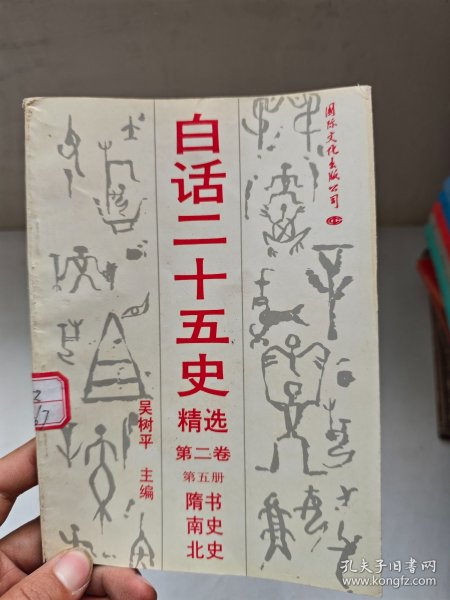 国际文化出版公司
白话二十五史
精选
第二卷
第五册
隋书
南史
北史
吴树平 主编
2
67
孔夫子旧书网
www.kongfz.com